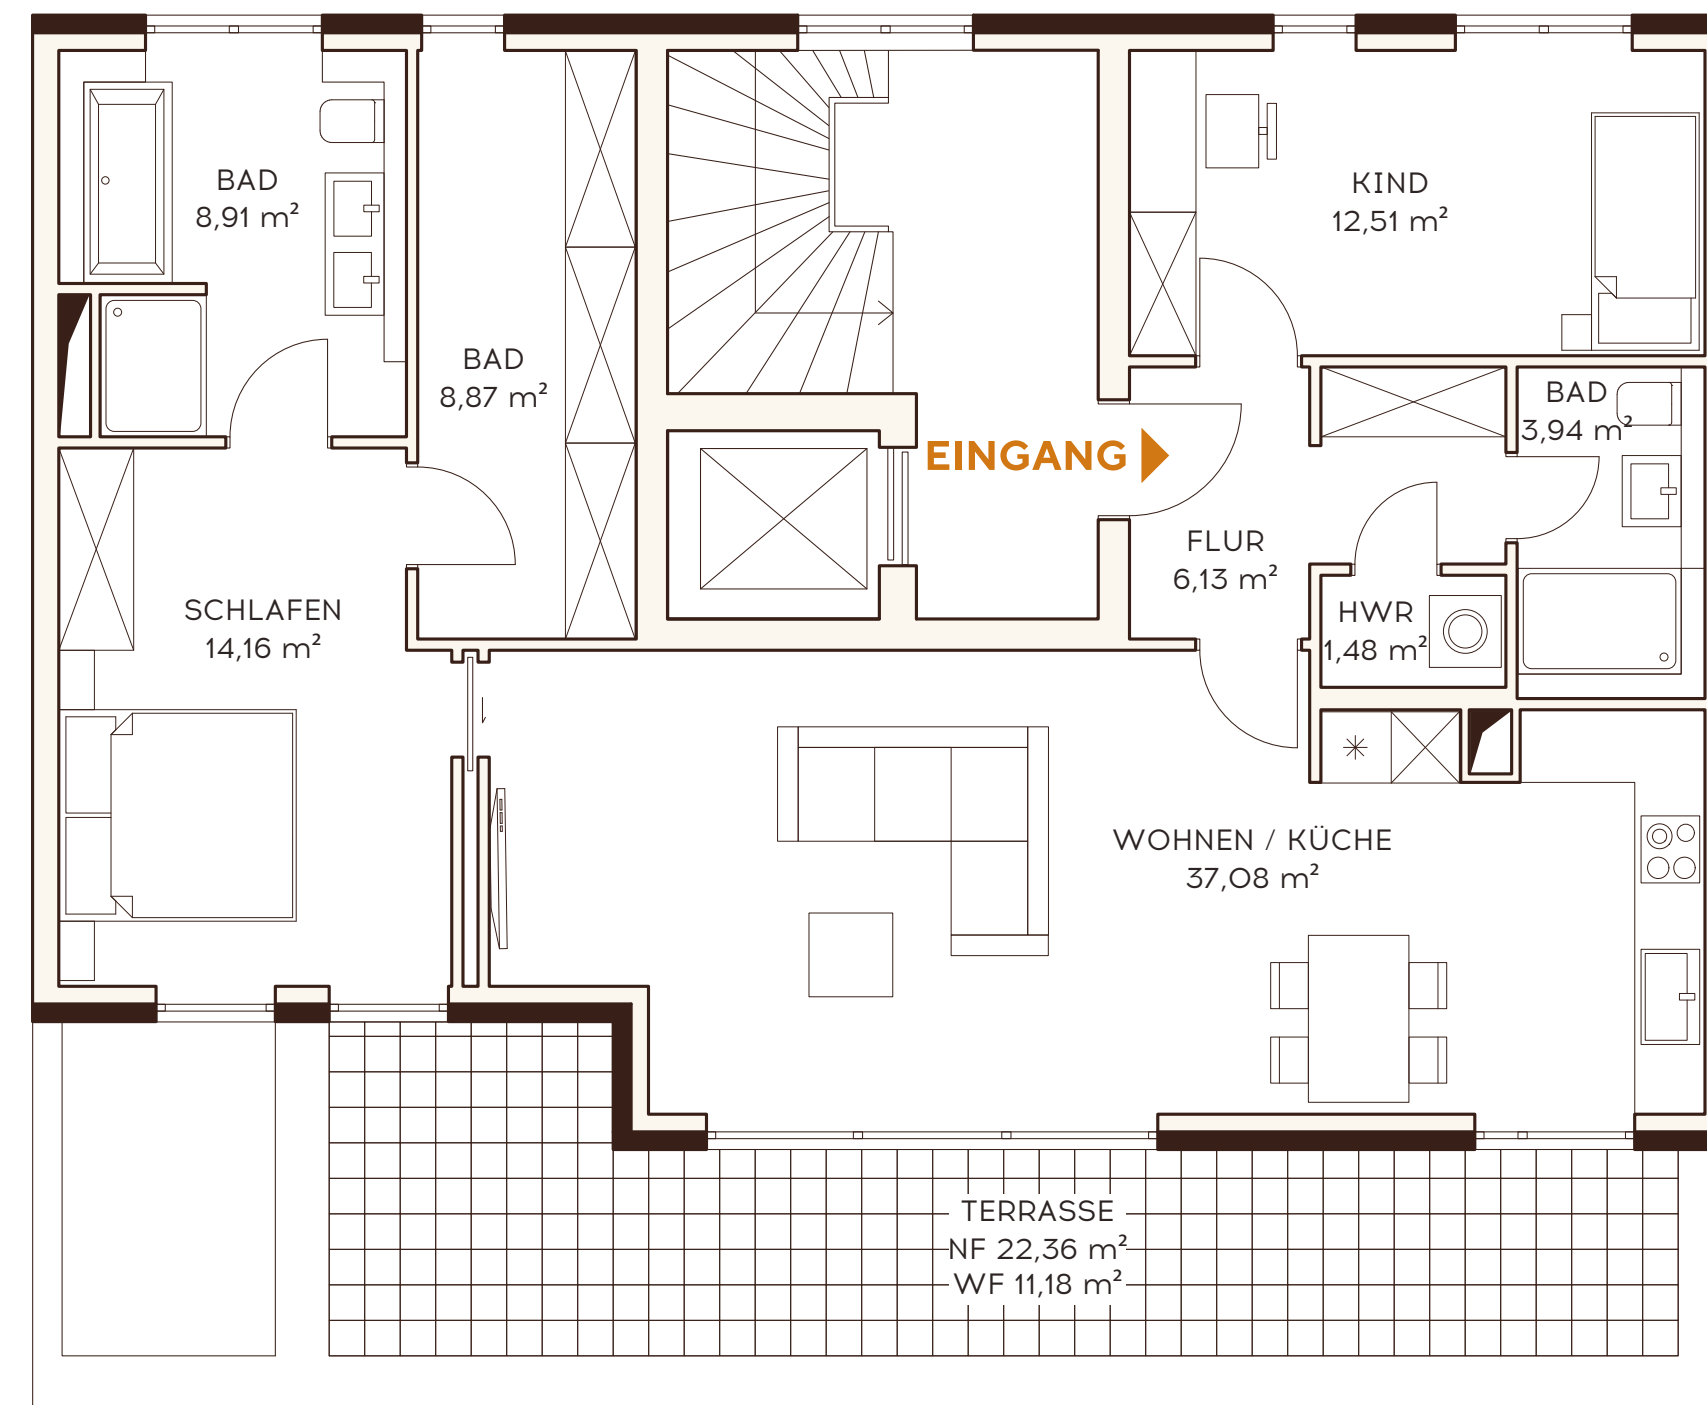 BAD
8,91 m²
KIND
12,51 m²
BAD
8,87 m²
BAD
3,94 m²
EINGANG
FLUR
6,13 m²
SCHLAFEN
14,16 m²
HWR
1,48 m²
WOHNEN / KÜCHE
37,08 m²
TERRASSE
NF 22,36 m²
WF 11,18 m²